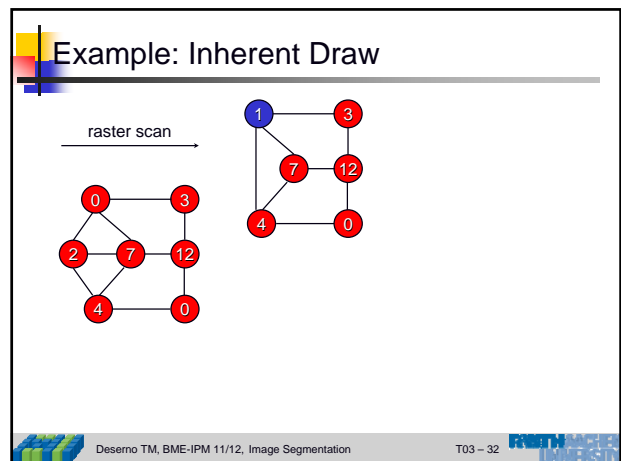 Example: Inherent Draw
raster scan
1 3
7 12
4 0
0 3
2 7 12
4 0
Deserno TM, BME-IPM 11/12, Image Segmentation T03 – 32